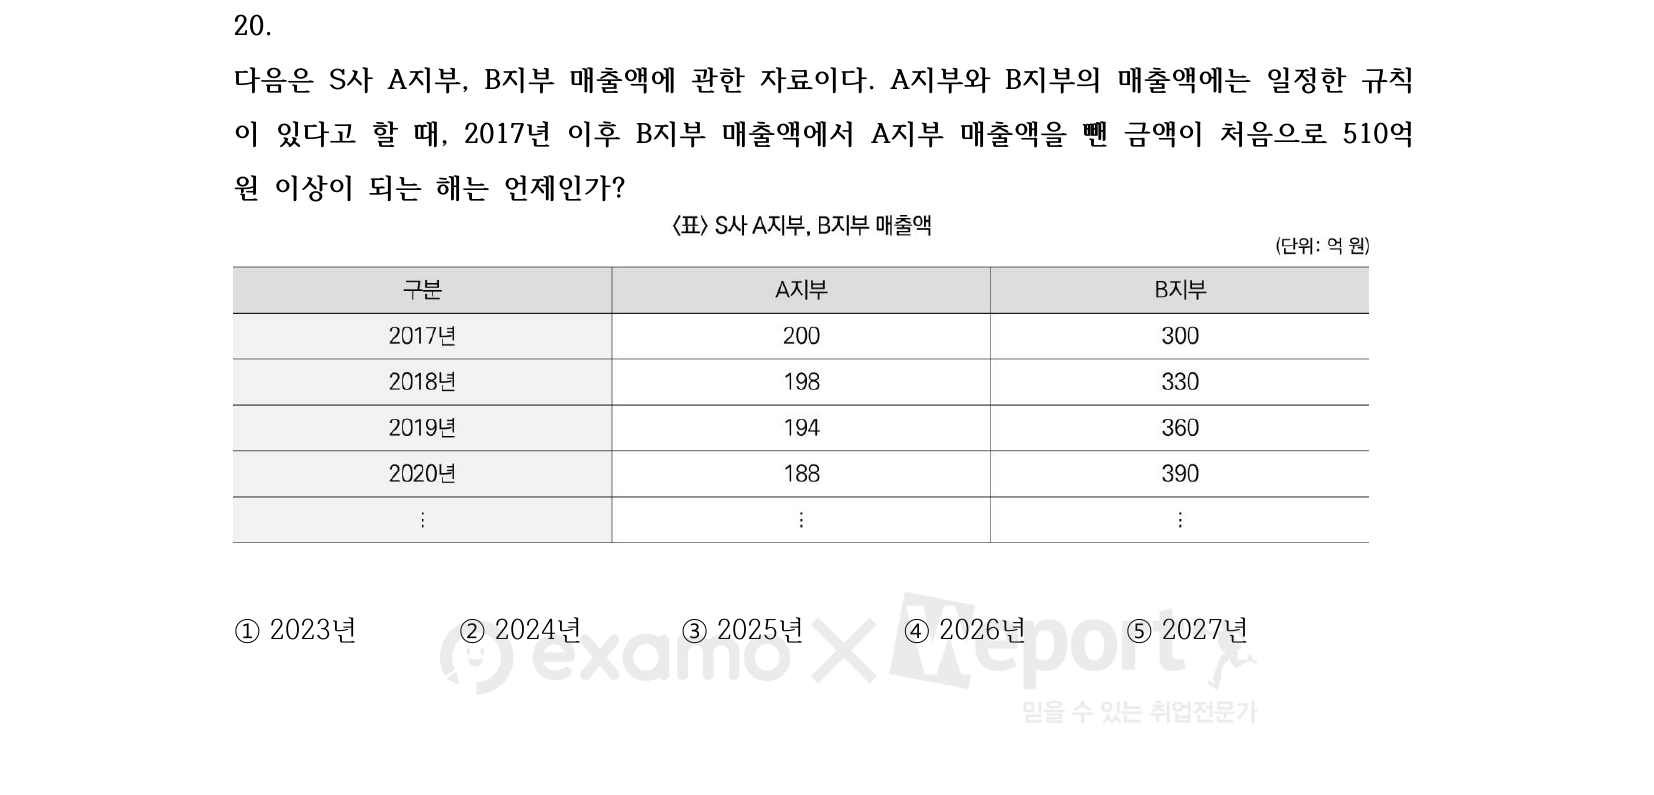 20.
다음은 S사 A지부, B지부 매출액에 관한 자료이다. A지부와 B지부의 매출액에는 일정한 규칙
이 있다고 할 때, 2017년 이후 B지부 매출액에서 A지부 매출액을 뺀 금액이 처음으로 510억
원 이상이 되는 해는 언제인가?
〈표〉 S사 A지부, B지부 매출액
(단위: 억 원)
구분 A지부 B지부
2017년 200 300
2018년 198 330
2019년 194 360
2020년 188 390
⋮ ⋮ ⋮
① 2023년 ② 2024년 ③ 2025년 ④ 2026년 ⑤ 2027년
examo × Report
믿을 수 있는 취업전문가